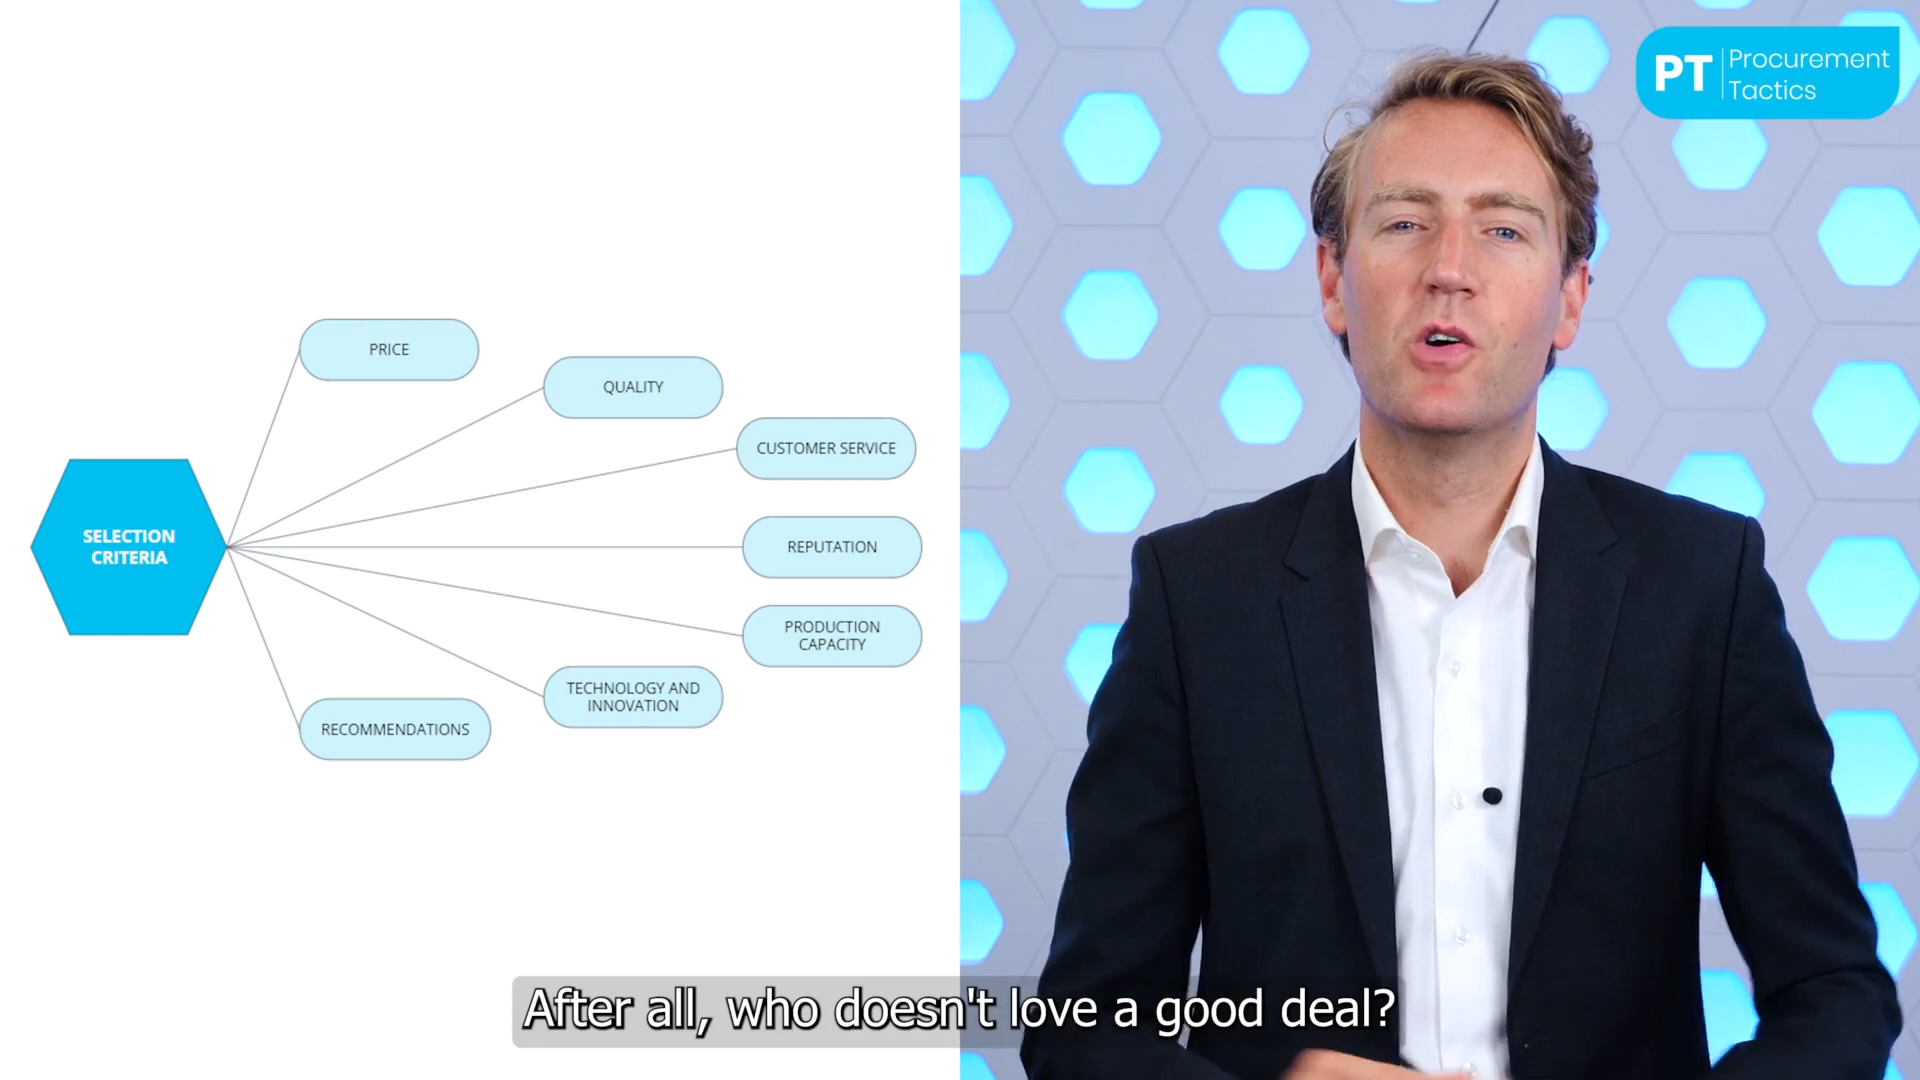 PT
Procurement
Tactics
PRICE
QUALITY
CUSTOMER SERVICE
SELECTION
CRITERIA
REPUTATION
PRODUCTION
CAPACITY
TECHNOLOGY AND
INNOVATION
RECOMMENDATIONS
After all, who doesn't love a good deal?